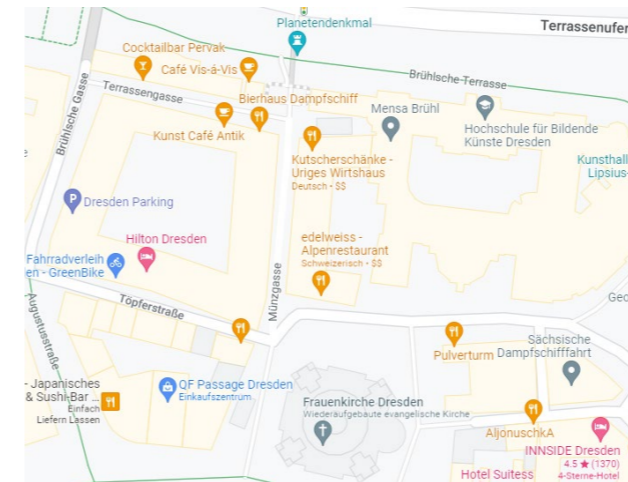 Planetendenkmal
Terrassenufer
Cocktailbar Pervak
Café Vis-á-Vis
Brühlsche Terrasse
Brühlsche Gasse
Terrassengasse
Bierhaus Dampfschiff
Mensa Brühl
Hochschule für Bildende
Künste Dresden
Kunst Café Antik
Kutscherschänke -
Uriges Wirtshaus
Deutsch • $$
Kunsthall
Lipsius-
Dresden Parking
Hilton Dresden
edelweiss -
Alpenrestaurant
Schweizerisch • $$
Fahrradverleih
en - GreenBike
Münzgasse
Geo
Töpferstraße
Augustusstraße
Pulverturm
Sächsische
Dampfschifffahrt
- Japanisches
& Sushi-Bar ...
Einfach
Liefern Lassen
QF Passage Dresden
Einkaufszentrum
Frauenkirche Dresden
Wiederaufgebaute evangelische Kirche
AljonuschkA
INNSIDE Dresden
4.5 ★ (1370)
4-Sterne-Hotel
Hotel Suitess